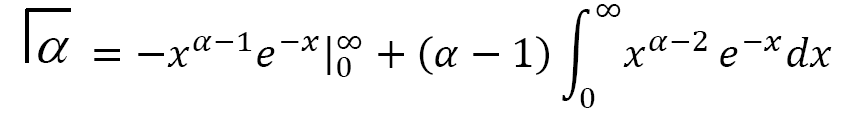 Γα = −x^{α−1}e^{−x}|_0^∞ + (α − 1) ∫_0^∞ x^{α−2} e^{−x}dx